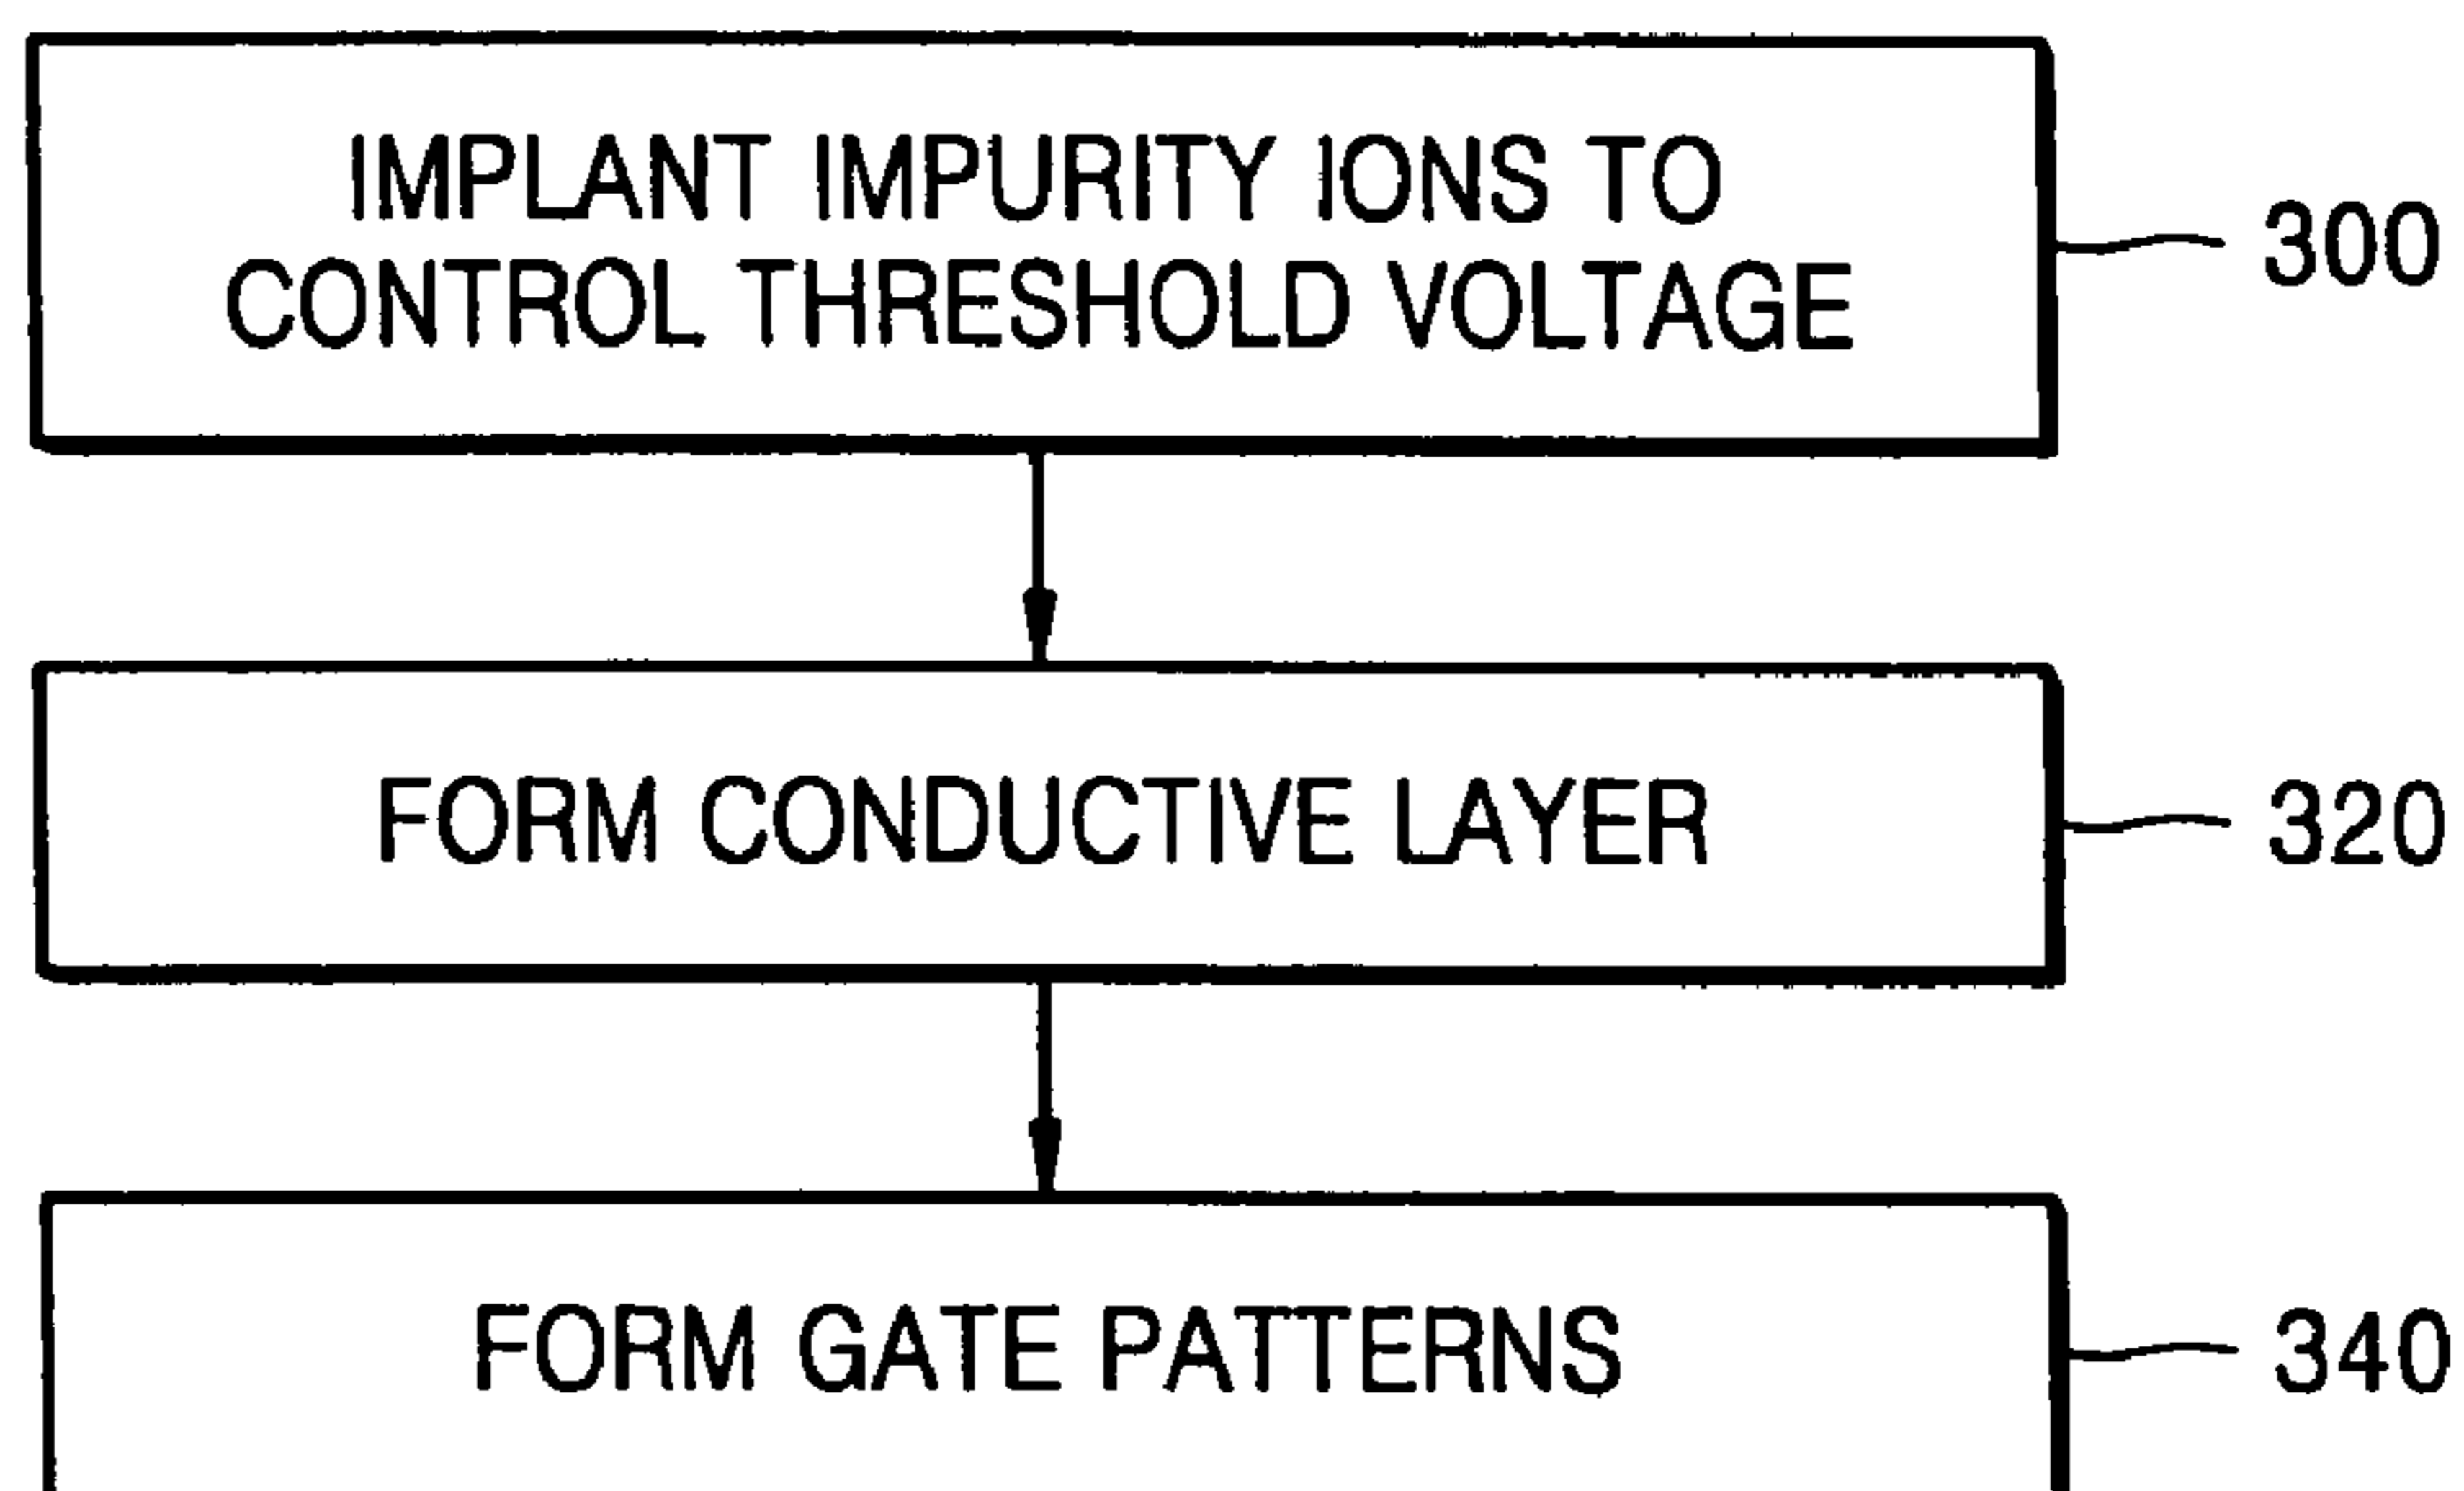 IMPLANT IMPURITY IONS TO
CONTROL THRESHOLD VOLTAGE
300
FORM CONDUCTIVE LAYER
320
FORM GATE PATTERNS
340